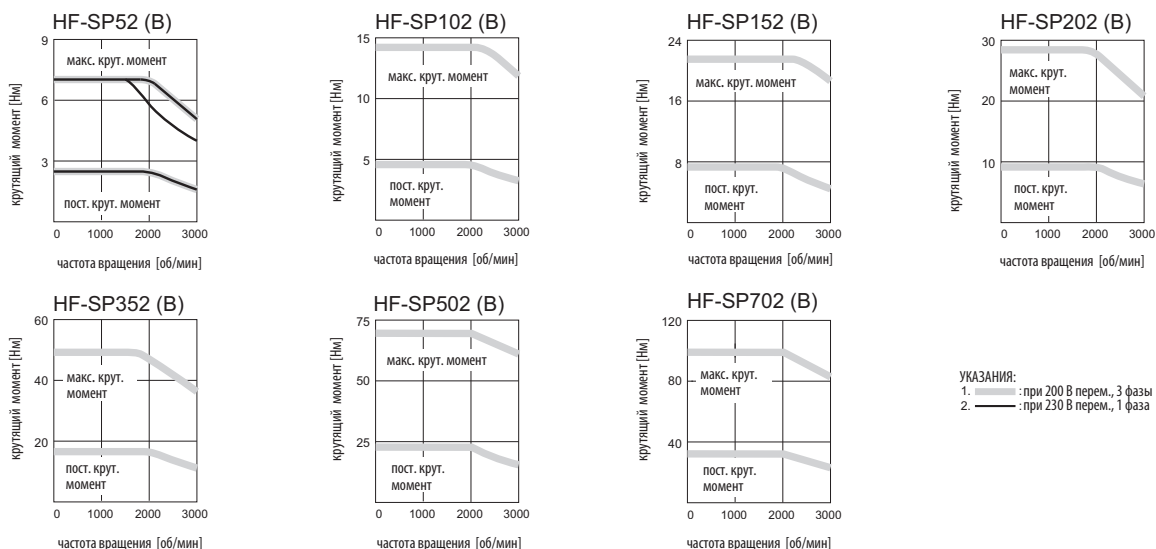 HF-SP52 (B)
крутящий момент [Нм]
9
6
3
макс. крут. момент
пост. крут. момент
0 1000 2000 3000
частота вращения [об/мин]
HF-SP102 (B)
крутящий момент [Нм]
15
10
5
макс. крут. момент
пост. крут.
момент
0 1000 2000 3000
частота вращения [об/мин]
HF-SP152 (B)
крутящий момент [Нм]
24
16
8
макс. крут. момент
пост. крут.
момент
0 1000 2000 3000
частота вращения [об/мин]
HF-SP202 (B)
крутящий момент [Нм]
30
20
10
макс. крут.
момент
пост. крут.
момент
0 1000 2000 3000
частота вращения [об/мин]
HF-SP352 (B)
крутящий момент [Нм]
60
40
20
макс. крут.
момент
пост. крут.
момент
0 1000 2000 3000
частота вращения [об/мин]
HF-SP502 (B)
крутящий момент [Нм]
75
50
25
макс. крут. момент
пост. крут.
момент
0 1000 2000 3000
частота вращения [об/мин]
HF-SP702 (B)
крутящий момент [Нм]
120
80
40
макс. крут.
момент
пост. крут.
момент
0 1000 2000 3000
частота вращения [об/мин]
УКАЗАНИЯ:
1. : при 200 В перем., 3 фазы
2. : при 230 В перем., 1 фаза